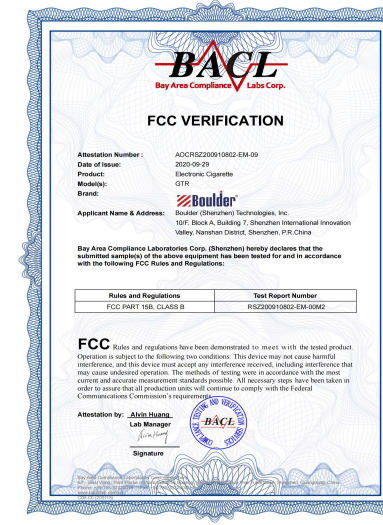 BACL
Bay Area Compliance Labs Corp.
FCC VERIFICATION
Attestation Number : AOCRSZ200910802-EM-09
Date of Issue: 2020-09-29
Product: Electronic Cigarette
Model(s): GTR
Brand: Boulder
Applicant Name & Address: Boulder (Shenzhen) Technologies, Inc.
10/F, Block A, Building 7, Shenzhen International Innovation
Valley, Nanshan District, Shenzhen, P.R.China
Bay Area Compliance Laboratories Corp. (Shenzhen) hereby declares that the
submitted sample(s) of the above equipment has been tested for and in accordance
with the following FCC Rules and Regulations:
Rules and Regulations Test Report Number
FCC PART 15B, CLASS B RSZ200910802-EM-00M2
FCC Rules and regulations have been demonstrated to meet with the tested product.
Operation is subject to the following two conditions: This device may not cause harmful
interference, and this device must accept any interference received, including interference that
may cause undesired operation. The methods of testing were in accordance with the most
current and accurate measurement standards possible. All necessary steps have been taken in
order to assure that all production units will continue to comply with the Federal
Communications Commission's requirements.
Attestation by: Alvin Huang
Lab Manager
Alvin Huang
Signature
TESTING AND VERIFICATION
COMPLIANCE SERVICES